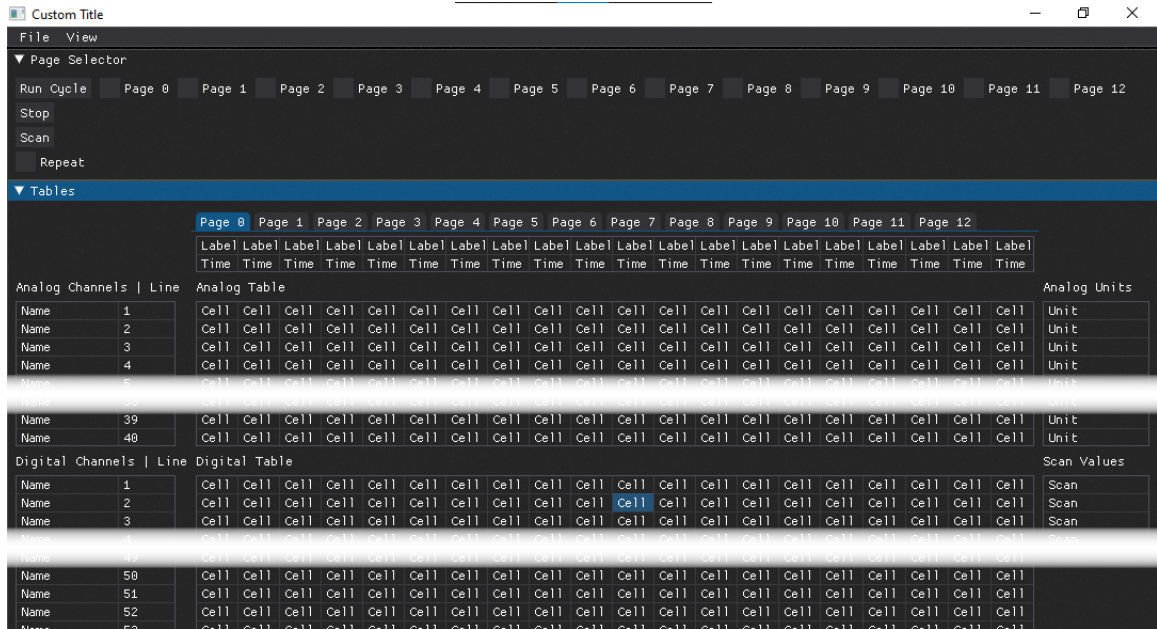 Custom Title
File View
▼ Page Selector
Run Cycle Page 0 Page 1 Page 2 Page 3 Page 4 Page 5 Page 6 Page 7 Page 8 Page 9 Page 10 Page 11 Page 12
Stop
Scan
Repeat
▼ Tables
Page 0 Page 1 Page 2 Page 3 Page 4 Page 5 Page 6 Page 7 Page 8 Page 9 Page 10 Page 11 Page 12
Label Label Label Label Label Label Label Label Label Label Label Label Label Label Label Label Label Label Label Label
Time Time Time Time Time Time Time Time Time Time Time Time Time Time Time Time Time Time Time Time
Analog Channels | Line Analog Table Analog Units
Name 1 Cell Cell Cell Cell Cell Cell Cell Cell Cell Cell Cell Cell Cell Cell Cell Cell Cell Cell Cell Cell Unit
Name 2 Cell Cell Cell Cell Cell Cell Cell Cell Cell Cell Cell Cell Cell Cell Cell Cell Cell Cell Cell Cell Unit
Name 3 Cell Cell Cell Cell Cell Cell Cell Cell Cell Cell Cell Cell Cell Cell Cell Cell Cell Cell Cell Cell Unit
Name 4 Cell Cell Cell Cell Cell Cell Cell Cell Cell Cell Cell Cell Cell Cell Cell Cell Cell Cell Cell Cell Unit
Name 39 Cell Cell Cell Cell Cell Cell Cell Cell Cell Cell Cell Cell Cell Cell Cell Cell Cell Cell Cell Cell Unit
Name 40 Cell Cell Cell Cell Cell Cell Cell Cell Cell Cell Cell Cell Cell Cell Cell Cell Cell Cell Cell Cell Unit
Digital Channels | Line Digital Table Scan Values
Name 1 Cell Cell Cell Cell Cell Cell Cell Cell Cell Cell Cell Cell Cell Cell Cell Cell Cell Cell Cell Cell Scan
Name 2 Cell Cell Cell Cell Cell Cell Cell Cell Cell Cell Cell Cell Cell Cell Cell Cell Cell Cell Cell Cell Scan
Name 3 Cell Cell Cell Cell Cell Cell Cell Cell Cell Cell Cell Cell Cell Cell Cell Cell Cell Cell Cell Cell Scan
Name 50 Cell Cell Cell Cell Cell Cell Cell Cell Cell Cell Cell Cell Cell Cell Cell Cell Cell Cell Cell Cell
Name 51 Cell Cell Cell Cell Cell Cell Cell Cell Cell Cell Cell Cell Cell Cell Cell Cell Cell Cell Cell Cell
Name 52 Cell Cell Cell Cell Cell Cell Cell Cell Cell Cell Cell Cell Cell Cell Cell Cell Cell Cell Cell Cell